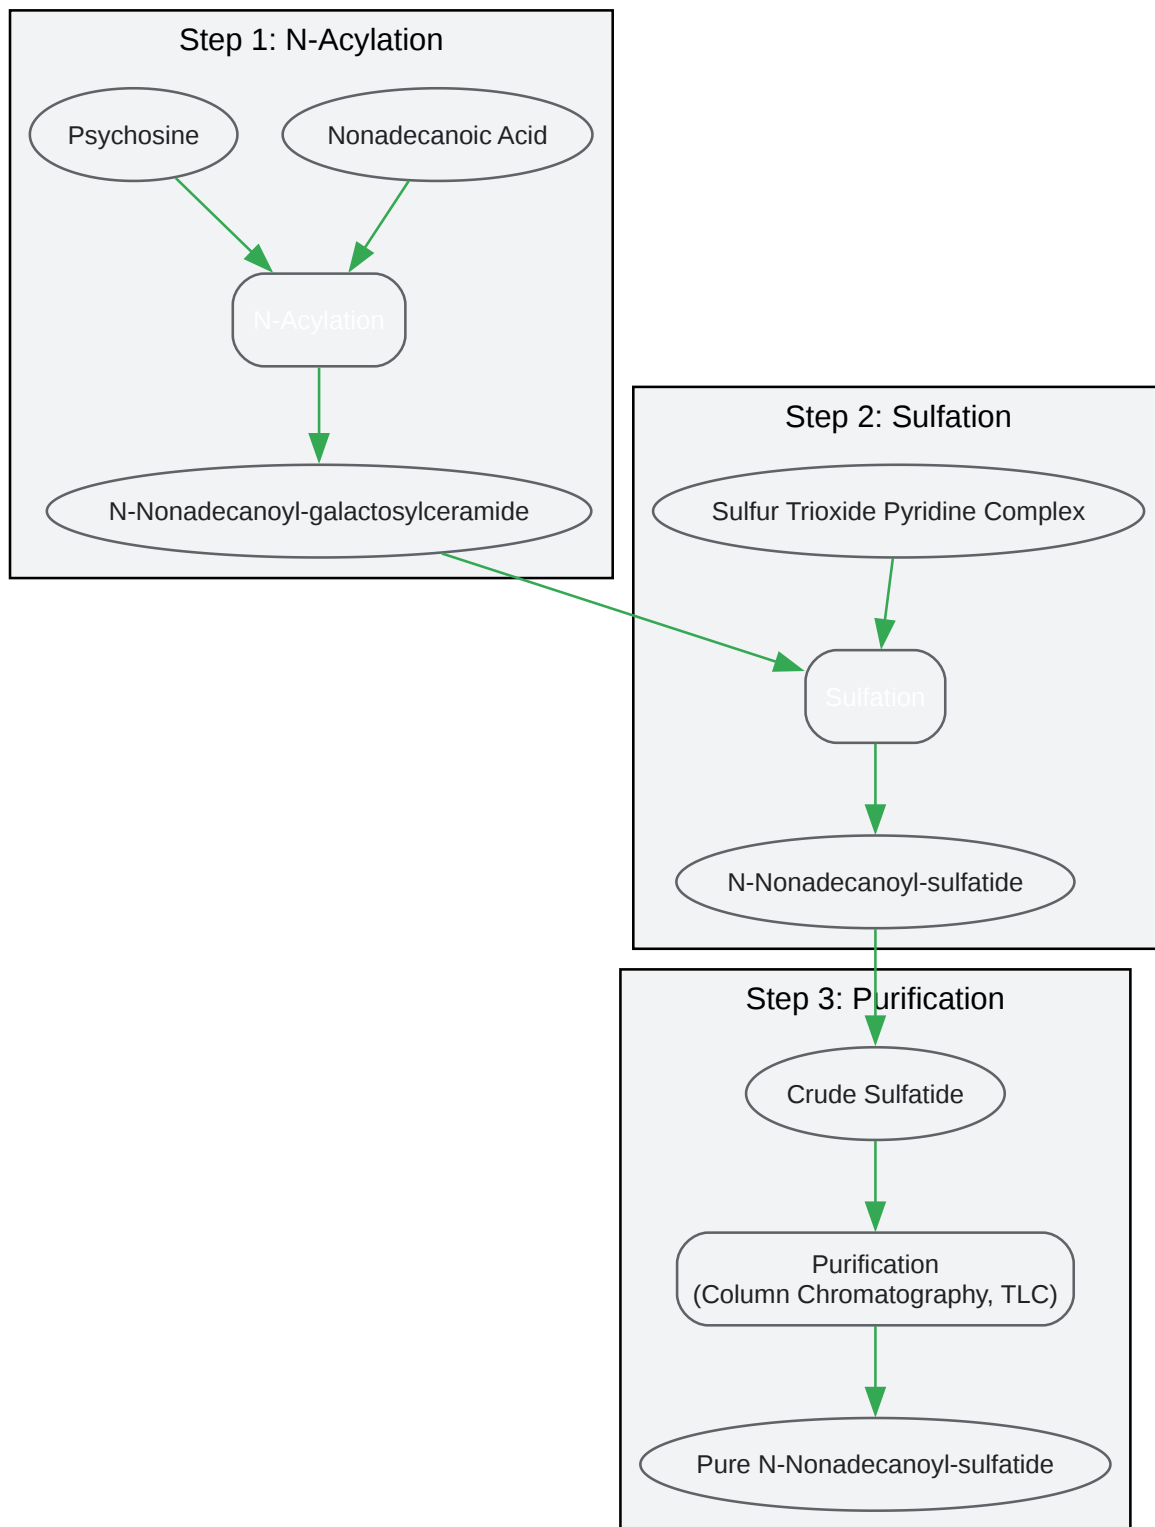 Step 1: N-Acylation
Psychosine
Nonadecanoic Acid
N-Acylation
N-Nonadecanoyl-galactosylceramide
Step 2: Sulfation
Sulfur Trioxide Pyridine Complex
Sulfation
N-Nonadecanoyl-sulfatide
Step 3: Purification
Crude Sulfatide
Purification
(Column Chromatography, TLC)
Pure N-Nonadecanoyl-sulfatide